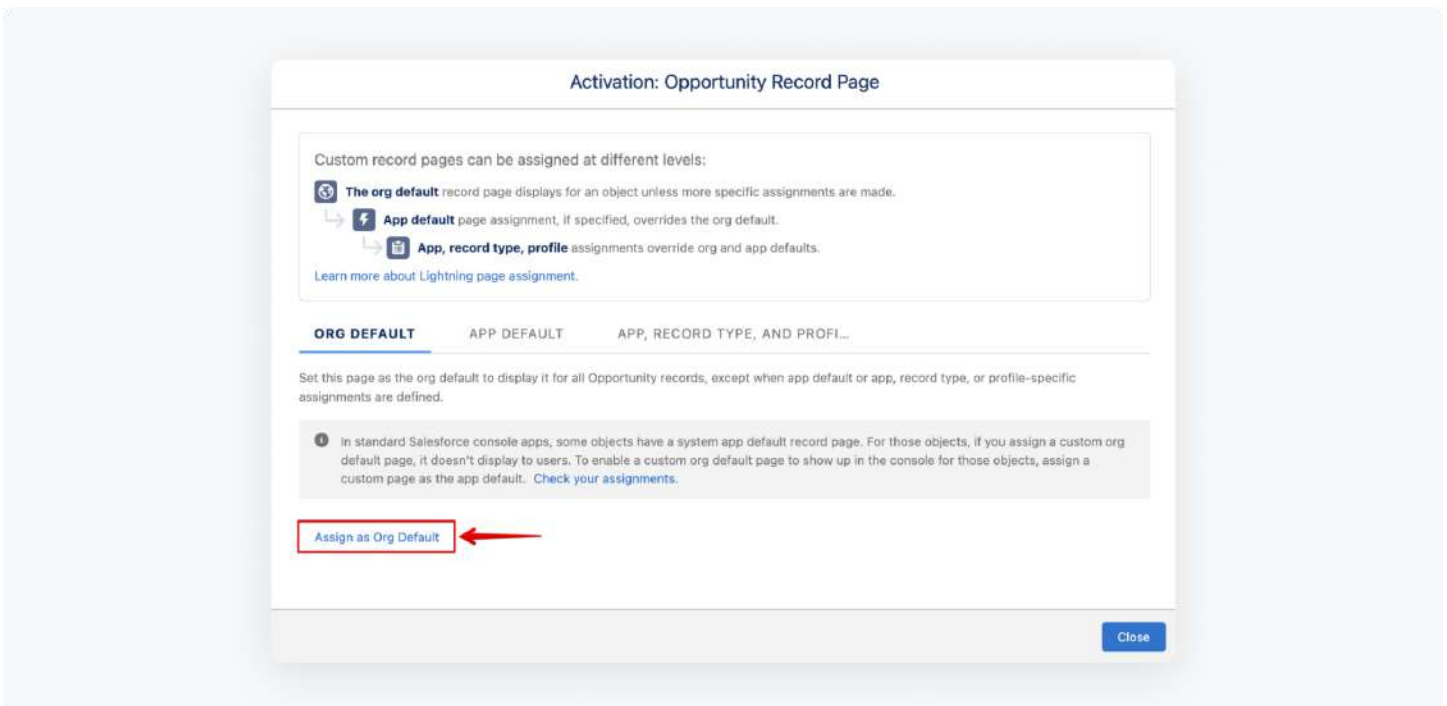 Activation: Opportunity Record Page
Custom record pages can be assigned at different levels:
The org default record page displays for an object unless more specific assignments are made.
App default page assignment, if specified, overrides the org default.
App, record type, profile assignments override org and app defaults.
Learn more about Lightning page assignment.
ORG DEFAULT APP DEFAULT APP, RECORD TYPE, AND PROFI...
Set this page as the org default to display it for all Opportunity records, except when app default or app, record type, or profile-specific
assignments are defined.
In standard Salesforce console apps, some objects have a system app default record page. For those objects, if you assign a custom org
default page, it doesn't display to users. To enable a custom org default page to show up in the console for those objects, assign a
custom page as the app default. Check your assignments.
Assign as Org Default
Close